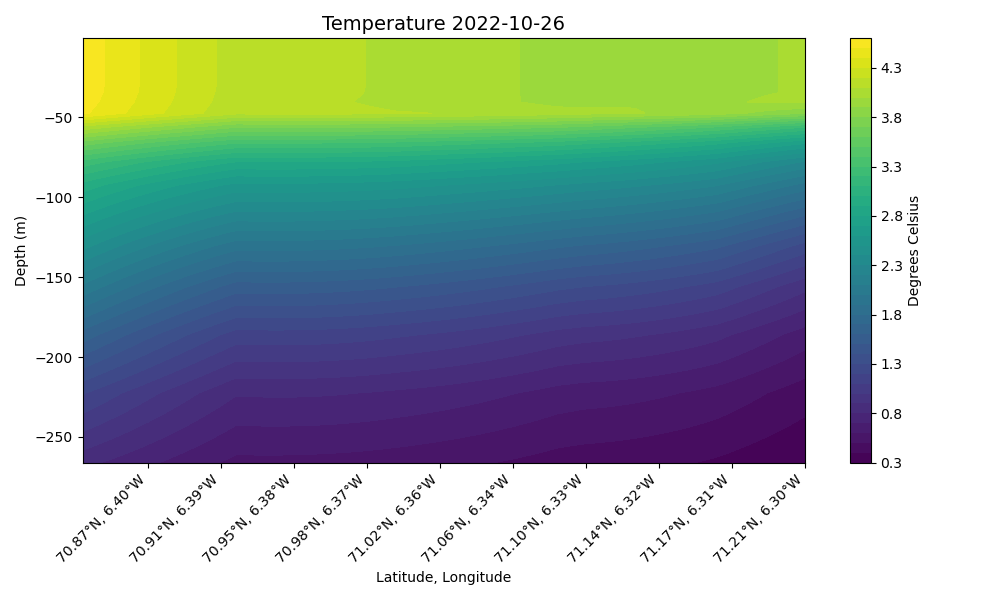 Temperature 2022-10-26
Depth (m)
−50
−100
−150
−200
−250
70.87°N, 6.40°W
70.91°N, 6.39°W
70.95°N, 6.38°W
70.98°N, 6.37°W
71.02°N, 6.36°W
71.06°N, 6.34°W
71.10°N, 6.33°W
71.14°N, 6.32°W
71.17°N, 6.31°W
71.21°N, 6.30°W
Latitude, Longitude
4.3
3.8
3.3
2.8
2.3
1.8
1.3
0.8
0.3
Degrees Celsius